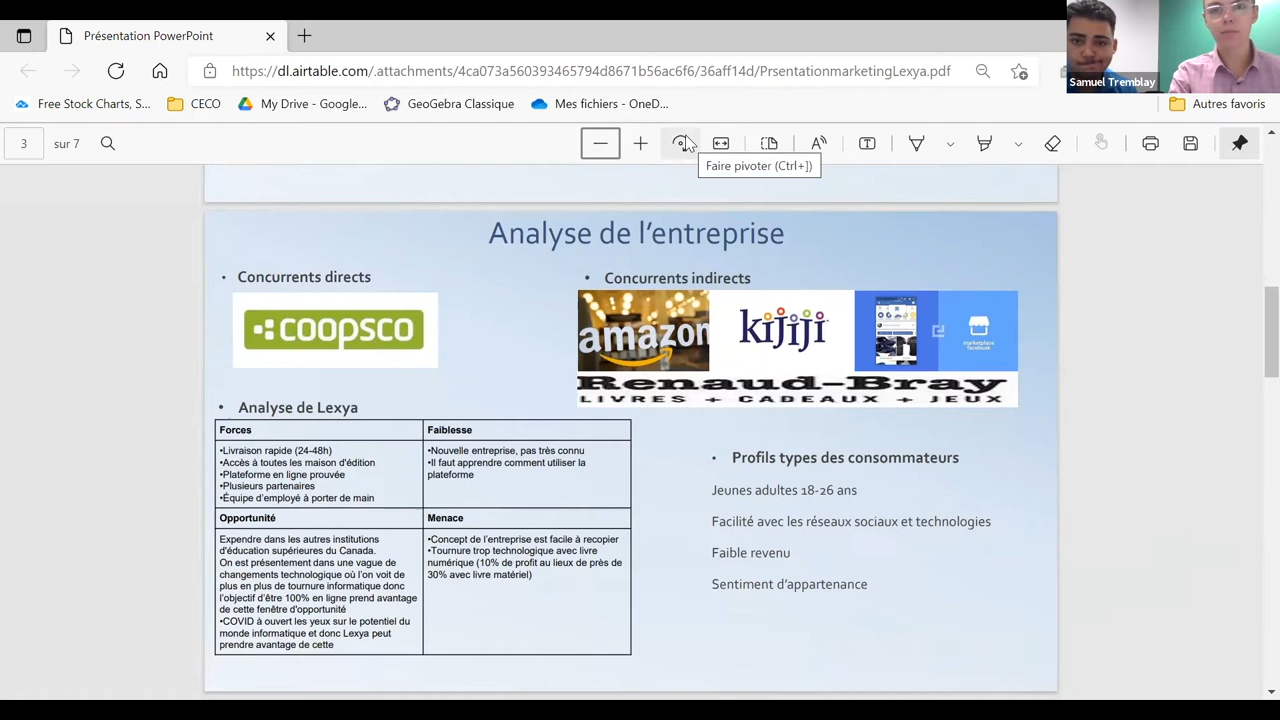 Présentation PowerPoint
https://dl.airtable.com/.attachments/4ca073a560393465794d8671b56ac6f6/36aff14d/PrsentationmarketingLexya.pdf
Samuel Tremblay
Free Stock Charts, S...
CECO
My Drive - Google...
GeoGebra Classique
Mes fichiers - OneD...
Autres favoris
3 sur 7
Faire pivoter (Ctrl+])
Analyse de l'entreprise
• Concurrents directs
coopsco
• Concurrents indirects
amazon
kijiji
marketplace
facebook
Renaud-Bray
LIVRES + CADEAUX + JEUX
• Analyse de Lexya
Forces
•Livraison rapide (24-48h)
•Accès à toutes les maison d'édition
•Plateforme en ligne prouvée
•Plusieurs partenaires
•Équipe d'employé à porter de main
Faiblesse
•Nouvelle entreprise, pas très connu
•Il faut apprendre comment utiliser la
plateforme
Opportunité
Expendre dans les autres institutions
d'éducation supérieures du Canada.
On est présentement dans une vague de
changements technologique où l'on voit de
plus en plus de tournure informatique donc
l'objectif d'être 100% en ligne prend avantage
de cette fenêtre d'opportunité
•COVID à ouvert les yeux sur le potentiel du
monde informatique et donc Lexya peut
prendre avantage de cette
Menace
•Concept de l'entreprise est facile à recopier
•Tournure trop technologique avec livre
numérique (10% de profit au lieux de près de
30% avec livre matériel)
• Profils types des consommateurs
Jeunes adultes 18-26 ans
Facilité avec les réseaux sociaux et technologies
Faible revenu
Sentiment d'appartenance